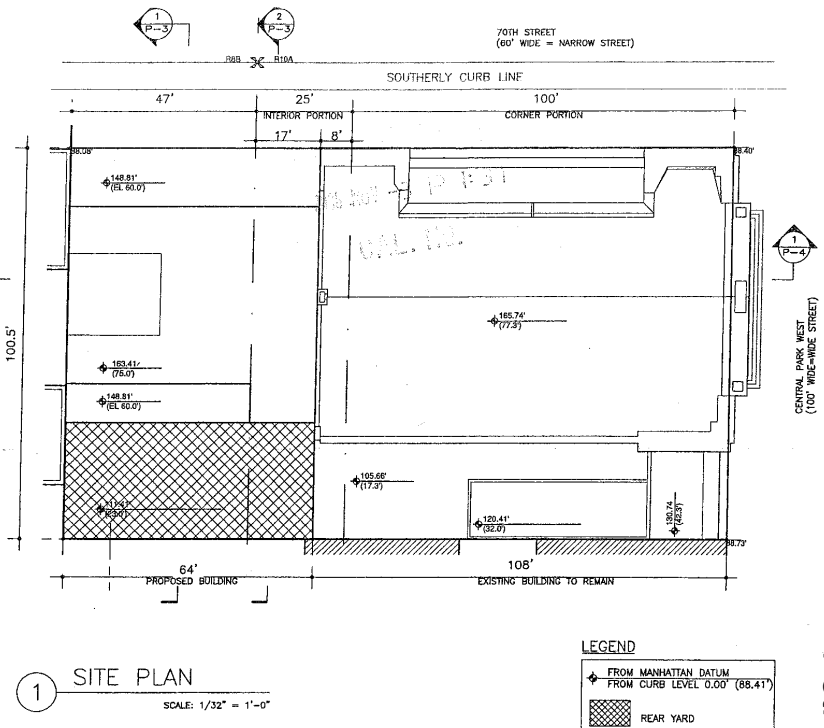 1
P-3
2
P-3
70TH STREET
(60' WIDE = NARROW STREET)
R8B R10A
SOUTHERLY CURB LINE
47' 25' 100'
INTERIOR PORTION CORNER PORTION
17' 8'
88.08' 88.40'
148.81'
(EL 60.0')
1
P-4
165.74'
(77.3')
CENTRAL PARK WEST
(100' WIDE=WIDE STREET)
100.5'
163.41'
(75.0')
148.81'
(EL 60.0')
105.66'
(17.3')
111.41'
(23.0')
120.41'
(32.0')
130.74
(42.3')
88.73'
64' 108'
PROPOSED BUILDING EXISTING BUILDING TO REMAIN
1 SITE PLAN
SCALE: 1/32" = 1'-0"
LEGEND
FROM MANHATTAN DATUM
FROM CURB LEVEL 0.00' (88.41')
REAR YARD